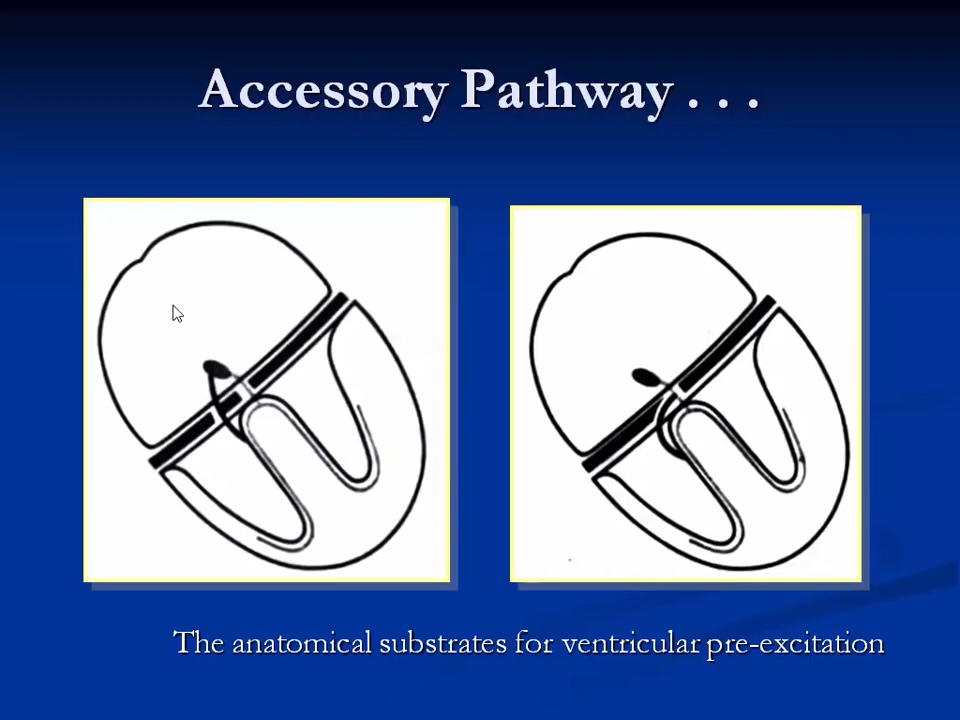 Accessory Pathway . . .
The anatomical substrates for ventricular pre-excitation